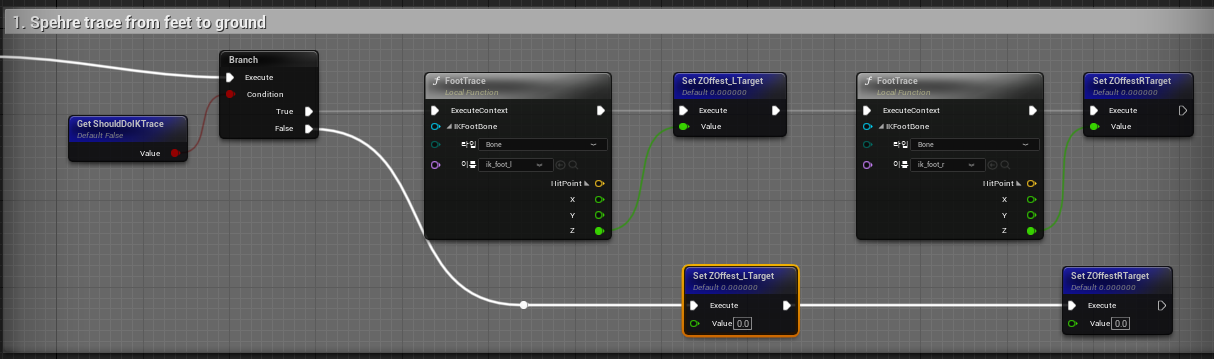 1. Spehre trace from feet to ground
Branch
Execute
Condition
True
False
Get ShouldDoIKTrace
Default False
Value
FootTrace
Local Function
ExecuteContext
IKFootBone
타입 Bone
이름 ik_foot_l
HitPoint
X
Y
Z
Set ZOffest_LTarget
Default 0.000000
Execute
Value
FootTrace
Local Function
ExecuteContext
IKFootBone
타입 Bone
이름 ik_foot_r
HitPoint
X
Y
Z
Set ZOffestRTarget
Default 0.000000
Execute
Value
Set ZOffest_LTarget
Default 0.000000
Execute
Value 0.0
Set ZOffestRTarget
Default 0.000000
Execute
Value 0.0